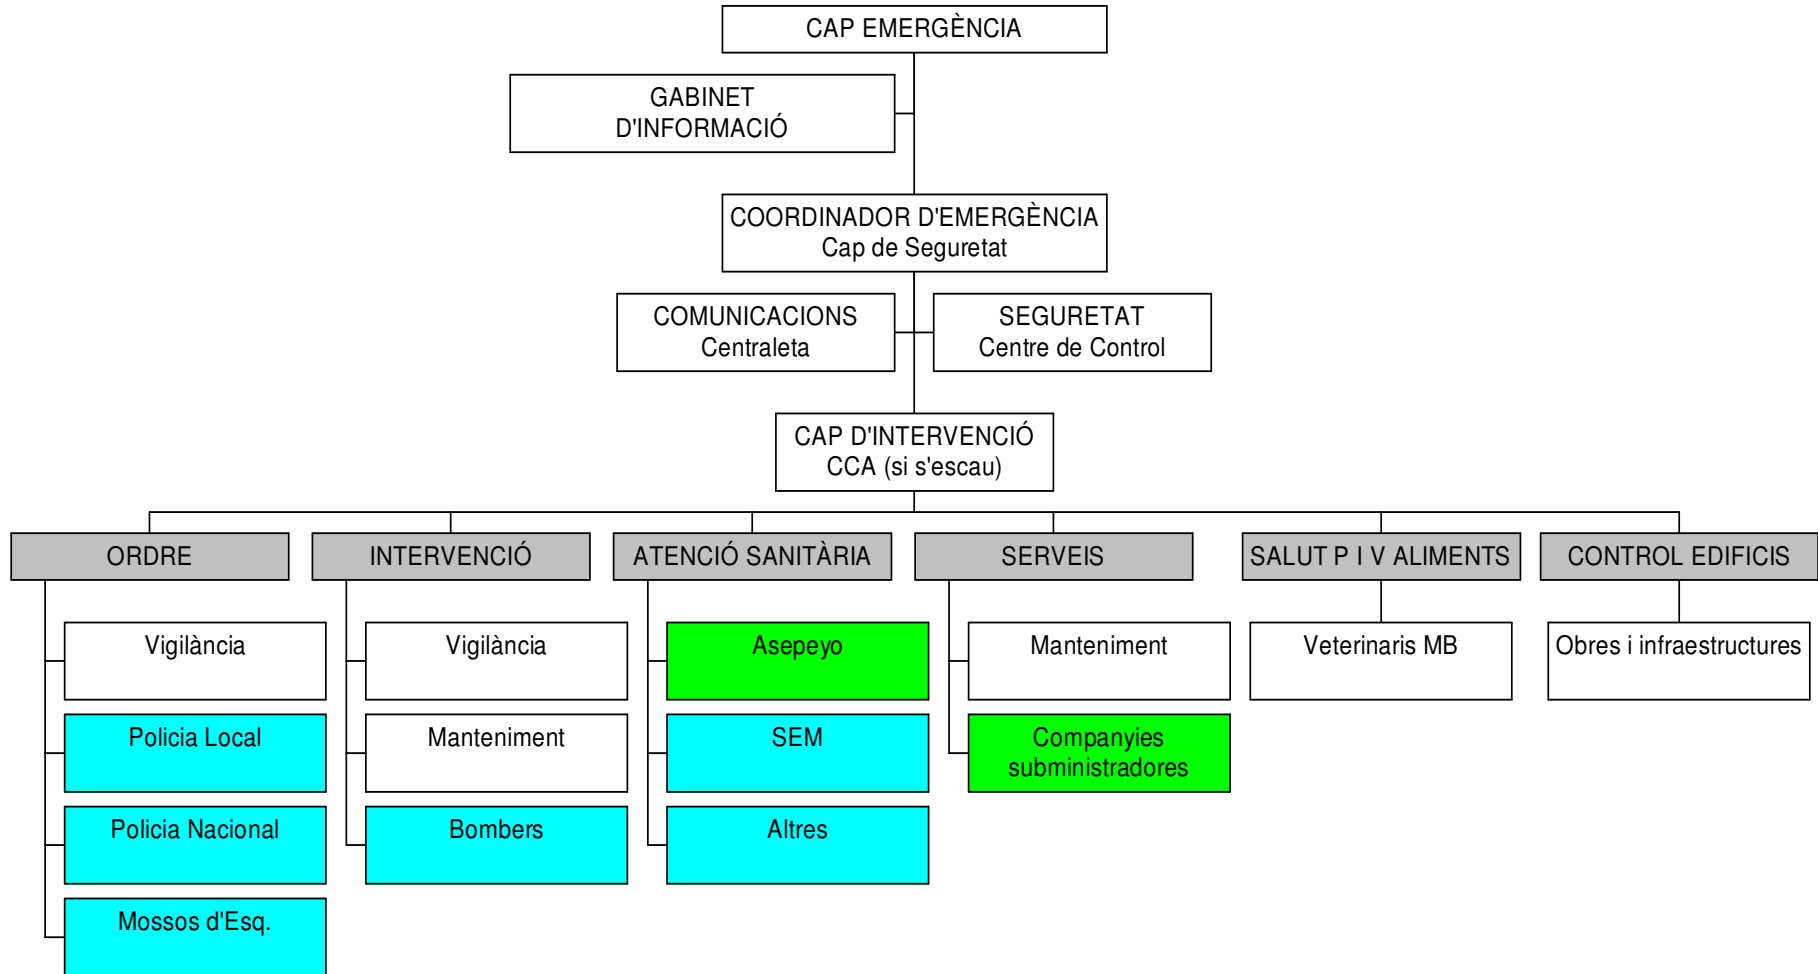 CAP EMERGÈNCIA
GABINET
D'INFORMACIÓ
COORDINADOR D'EMERGÈNCIA
Cap de Seguretat
COMUNICACIONS
Centraleta
SEGURETAT
Centre de Control
CAP D'INTERVENCIÓ
CCA (si s'escau)
ORDRE
INTERVENCIÓ
ATENCIÓ SANITÀRIA
SERVEIS
SALUT P I V ALIMENTS
CONTROL EDIFICIS
Vigilància
Policia Local
Policia Nacional
Mossos d'Esq.
Vigilància
Manteniment
Bombers
Asepeyo
SEM
Altres
Manteniment
Companyies
subministradores
Veterinaris MB
Obres i infraestructures